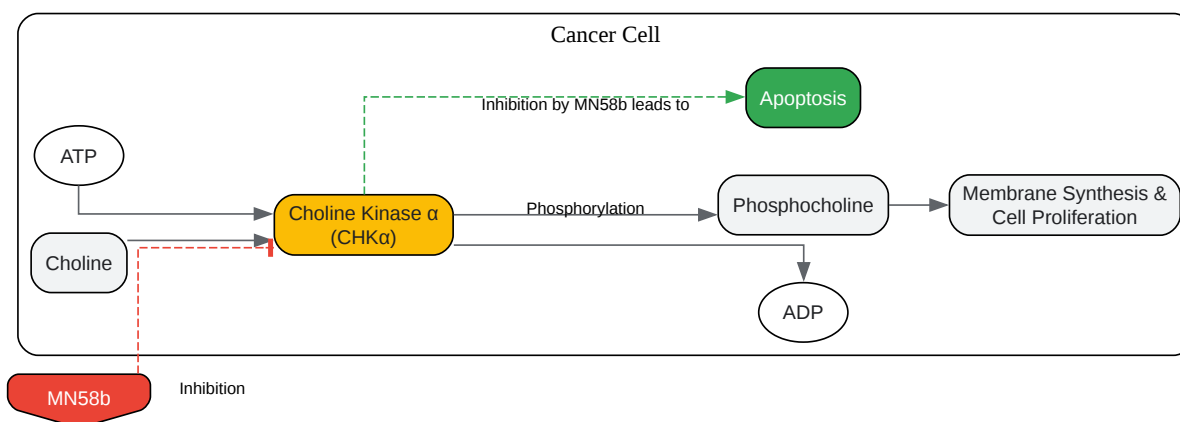 Cancer Cell
Inhibition by MN58b leads to
Apoptosis
ATP
Choline Kinase α
(CHKα)
Phosphorylation
Phosphocholine
Membrane Synthesis &
Cell Proliferation
Choline
ADP
MN58b
Inhibition